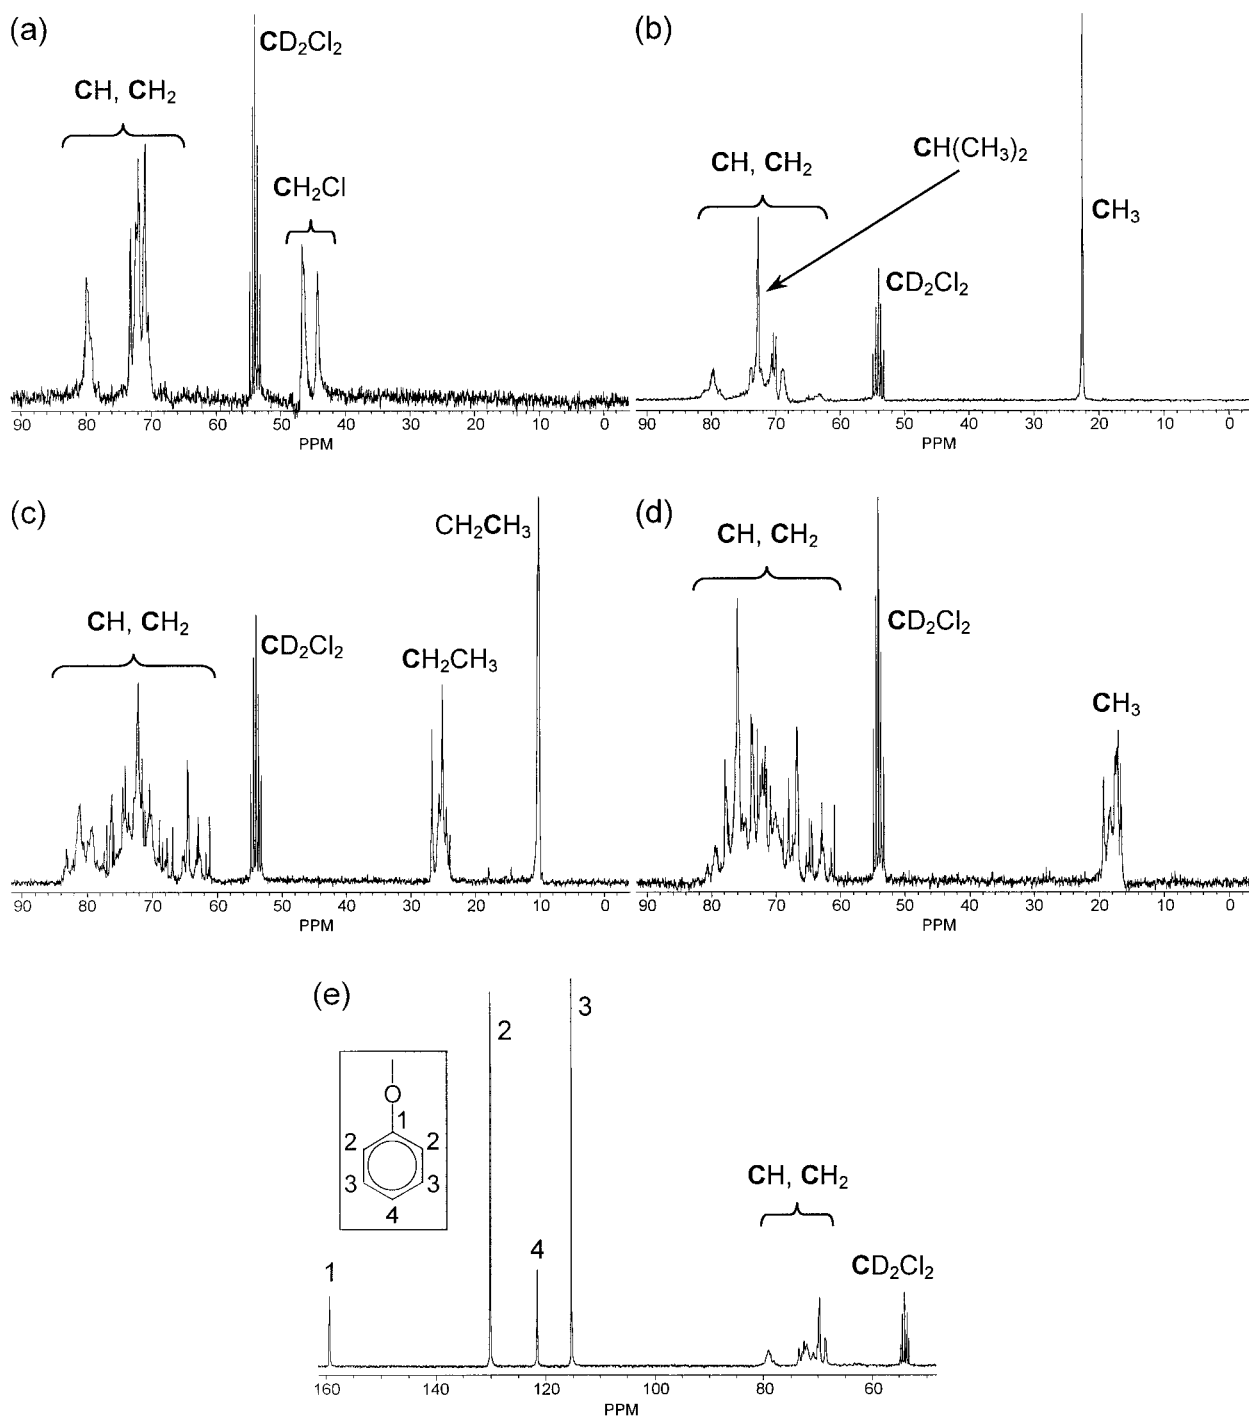 (a)
CD₂Cl₂
CH, CH₂
CH₂Cl
90 80 70 60 50 40 30 20 10 0
PPM
(b)
CH(CH₃)₂
CH, CH₂
CH₃
CD₂Cl₂
90 80 70 60 50 40 30 20 10 0
PPM
(c)
CH₂CH₃
CH, CH₂
CD₂Cl₂
CH₂CH₃
90 80 70 60 50 40 30 20 10 0
PPM
(d)
CH, CH₂
CD₂Cl₂
CH₃
90 80 70 60 50 40 30 20 10 0
PPM
(e)
3
2
O
1
2 2
3 3
4
CH, CH₂
4
CD₂Cl₂
1
160 140 120 100 80 60
PPM